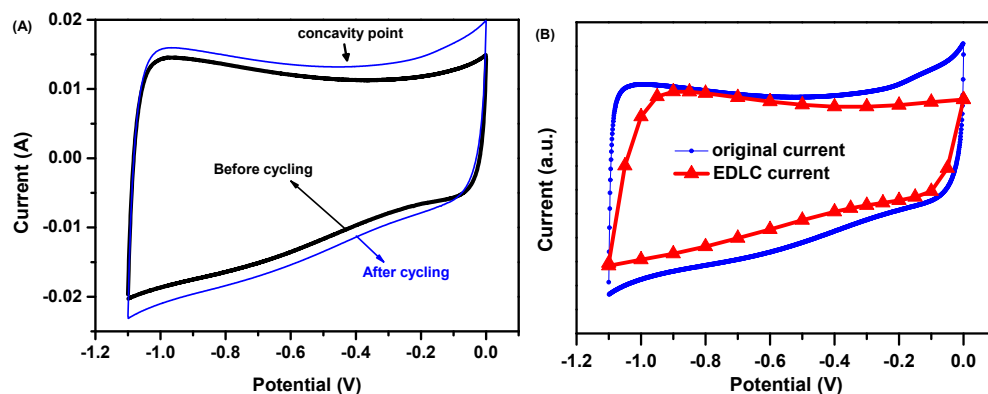 (A)
0.02
0.01
0.00
-0.01
-0.02
Current (A)
concavity point
Before cycling
After cycling
-1.2 -1.0 -0.8 -0.6 -0.4 -0.2 0.0
Potential (V)
(B)
Current (a.u.)
original current
EDLC current
-1.2 -1.0 -0.8 -0.6 -0.4 -0.2 0.0
Potential (V)